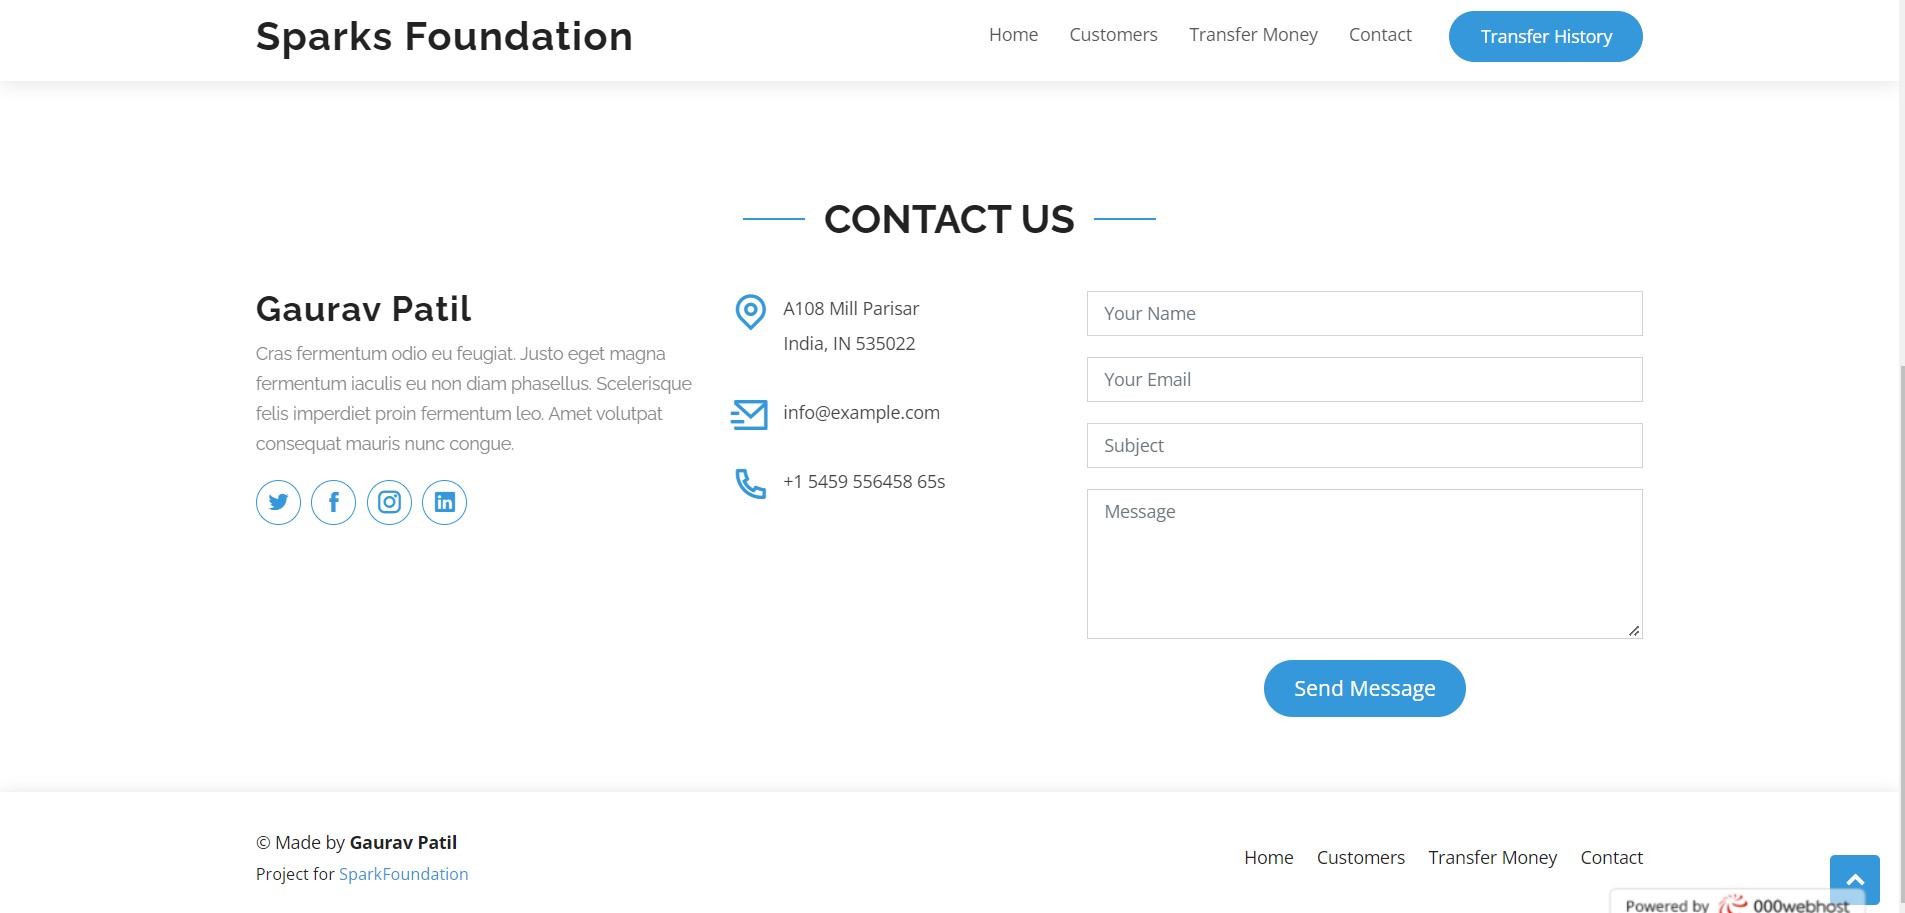 Sparks Foundation
Home Customers Transfer Money Contact Transfer History
CONTACT US
Gaurav Patil
Cras fermentum odio eu feugiat. Justo eget magna
fermentum iaculis eu non diam phasellus. Scelerisque
felis imperdiet proin fermentum leo. Amet volutpat
consequat mauris nunc congue.
A108 Mill Parisar
India, IN 535022
info@example.com
+1 5459 556458 65s
Your Name
Your Email
Subject
Message
Send Message
© Made by Gaurav Patil
Project for SparkFoundation
Home Customers Transfer Money Contact
Powered by 000webhost